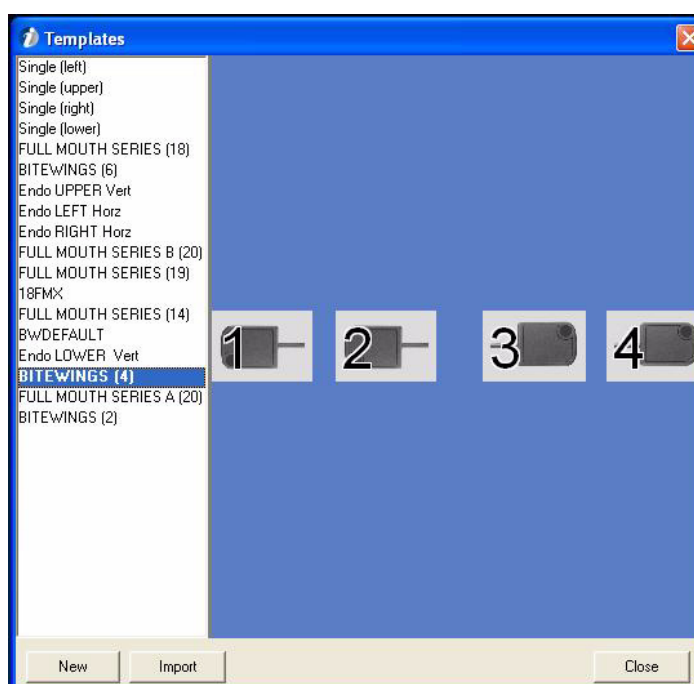 Templates
Single (left)
Single (upper)
Single (right)
Single (lower)
FULL MOUTH SERIES (18)
BITEWINGS (6)
Endo UPPER Vert
Endo LEFT Horz
Endo RIGHT Horz
FULL MOUTH SERIES B (20)
FULL MOUTH SERIES (19)
18FMX
FULL MOUTH SERIES (14)
BWDEFAULT
Endo LOWER  Vert
BITEWINGS (4)
FULL MOUTH SERIES A (20)
BITEWINGS (2)
1 2 3 4
New Import Close